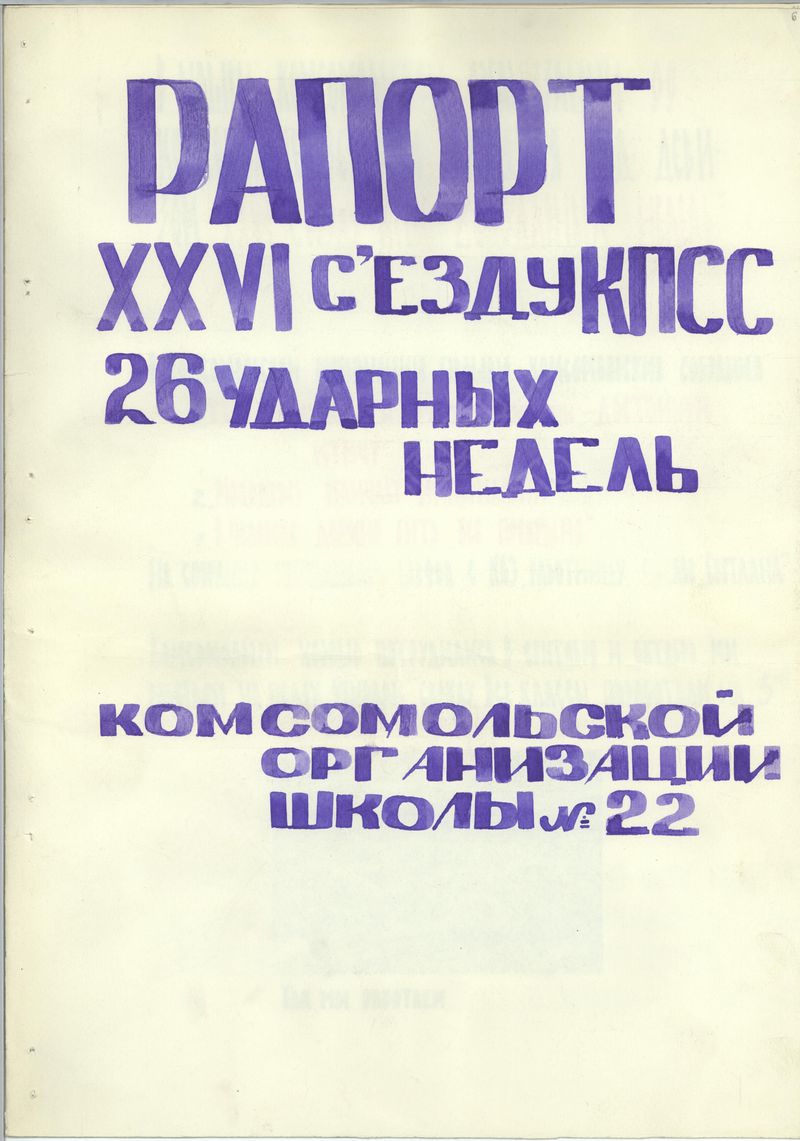 РАПОРТ
XXVI С'ЕЗДУ КПСС
26 УДАРНЫХ
НЕДЕЛЬ
КОМСОМОЛЬСКОЙ
ОРГАНИЗАЦИИ
ШКОЛЫ № 22